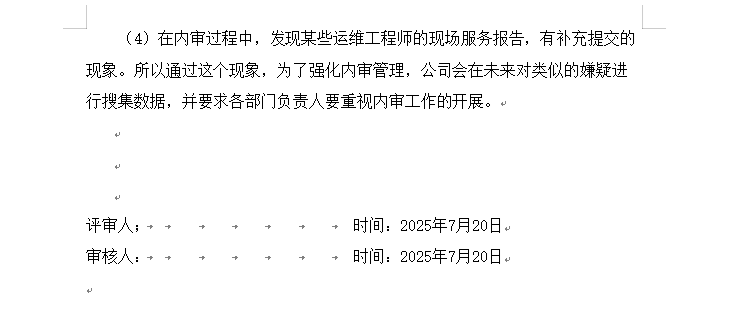 （4）在内审过程中，发现某些运维工程师的现场服务报告，有补充提交的
现象。所以通过这个现象，为了强化内审管理，公司会在未来对类似的嫌疑进
行搜集数据，并要求各部门负责人要重视内审工作的开展。
评审人； 时间：2025年7月20日
审核人： 时间：2025年7月20日